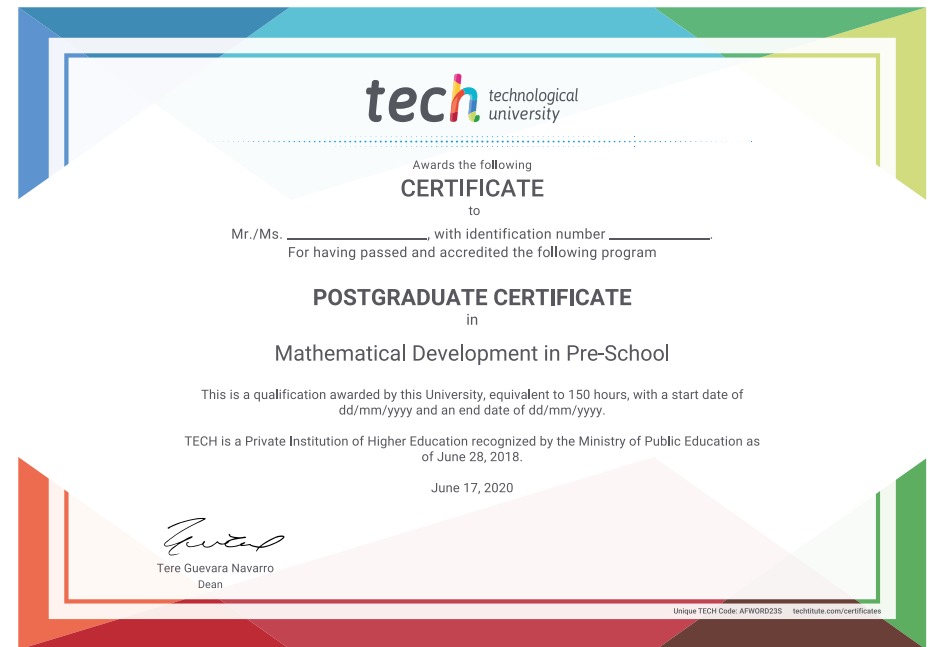 tech technological
university
Awards the following
CERTIFICATE
to
Mr./Ms. ____________________, with identification number ______________.
For having passed and accredited the following program
POSTGRADUATE CERTIFICATE
in
Mathematical Development in Pre-School
This is a qualification awarded by this University, equivalent to 150 hours, with a start date of
dd/mm/yyyy and an end date of dd/mm/yyyy.
TECH is a Private Institution of Higher Education recognized by the Ministry of Public Education as
of June 28, 2018.
June 17, 2020
Tere Guevara Navarro
Dean
Unique TECH Code: AFWORD23S techtitute.com/certificates